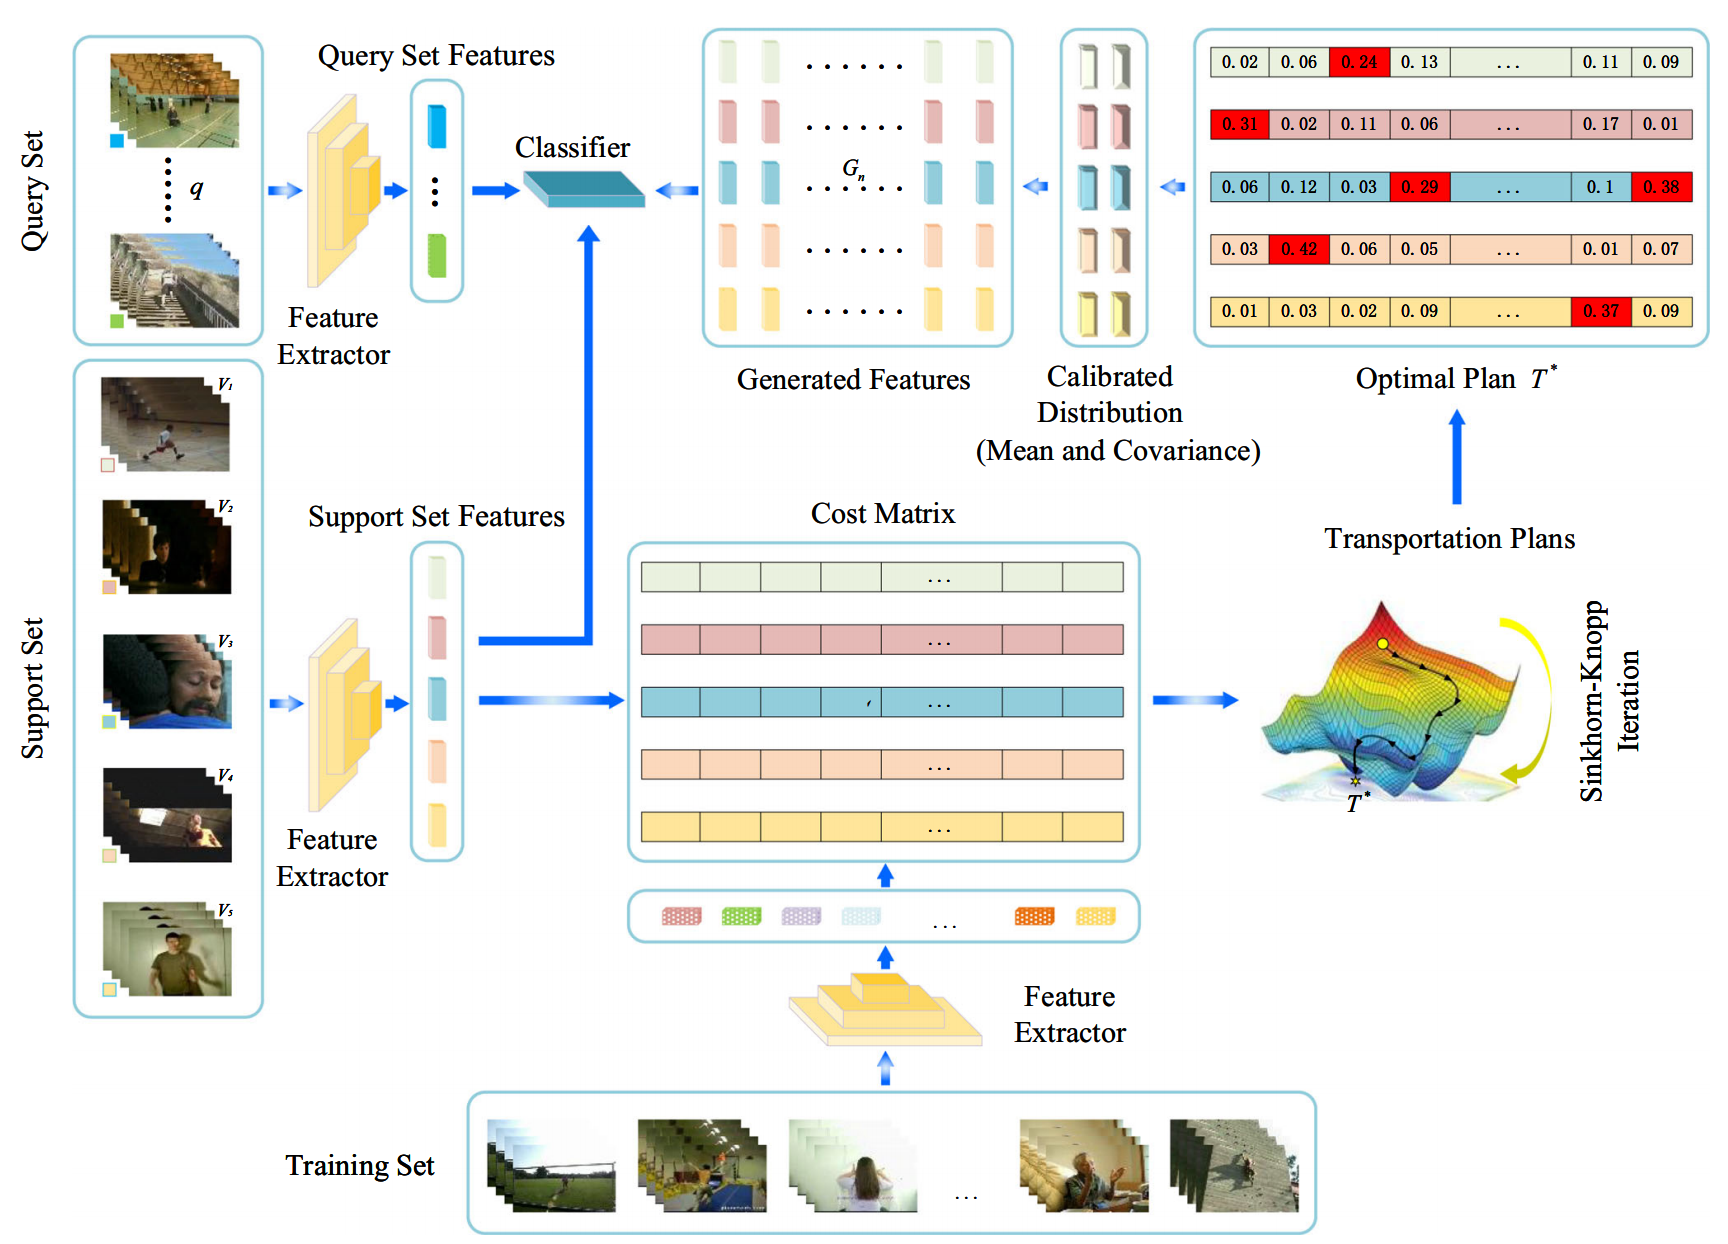 Query Set
q
Query Set Features
Feature
Extractor
Classifier
G_n
Generated Features
Calibrated
Distribution
(Mean and Covariance)
0.02 0.06 0.24 0.13 ... 0.11 0.09
0.31 0.02 0.11 0.06 ... 0.17 0.01
0.06 0.12 0.03 0.29 ... 0.1 0.38
0.03 0.42 0.06 0.05 ... 0.01 0.07
0.01 0.03 0.02 0.09 ... 0.37 0.09
Optimal Plan T*
Support Set
V1
V2
V3
V4
V5
Support Set Features
Feature
Extractor
Cost Matrix
...
...
...
...
...
Transportation Plans
Sinkhorn-Knopp
Iteration
T*
...
Feature
Extractor
Training Set
...